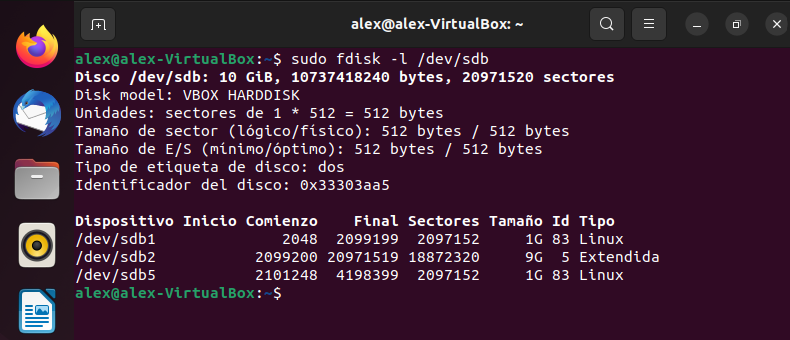 alex@alex-VirtualBox: ~
alex@alex-VirtualBox:~$ sudo fdisk -l /dev/sdb
Disco /dev/sdb: 10 GiB, 10737418240 bytes, 20971520 sectores
Disk model: VBOX HARDDISK
Unidades: sectores de 1 * 512 = 512 bytes
Tamaño de sector (lógico/físico): 512 bytes / 512 bytes
Tamaño de E/S (mínimo/óptimo): 512 bytes / 512 bytes
Tipo de etiqueta de disco: dos
Identificador del disco: 0x33303aa5
Dispositivo Inicio Comienzo    Final Sectores Tamaño Id Tipo
/dev/sdb1              2048  2099199  2097152     1G 83 Linux
/dev/sdb2           2099200 20971519 18872320     9G  5 Extendida
/dev/sdb5           2101248  4198399  2097152     1G 83 Linux
alex@alex-VirtualBox:~$